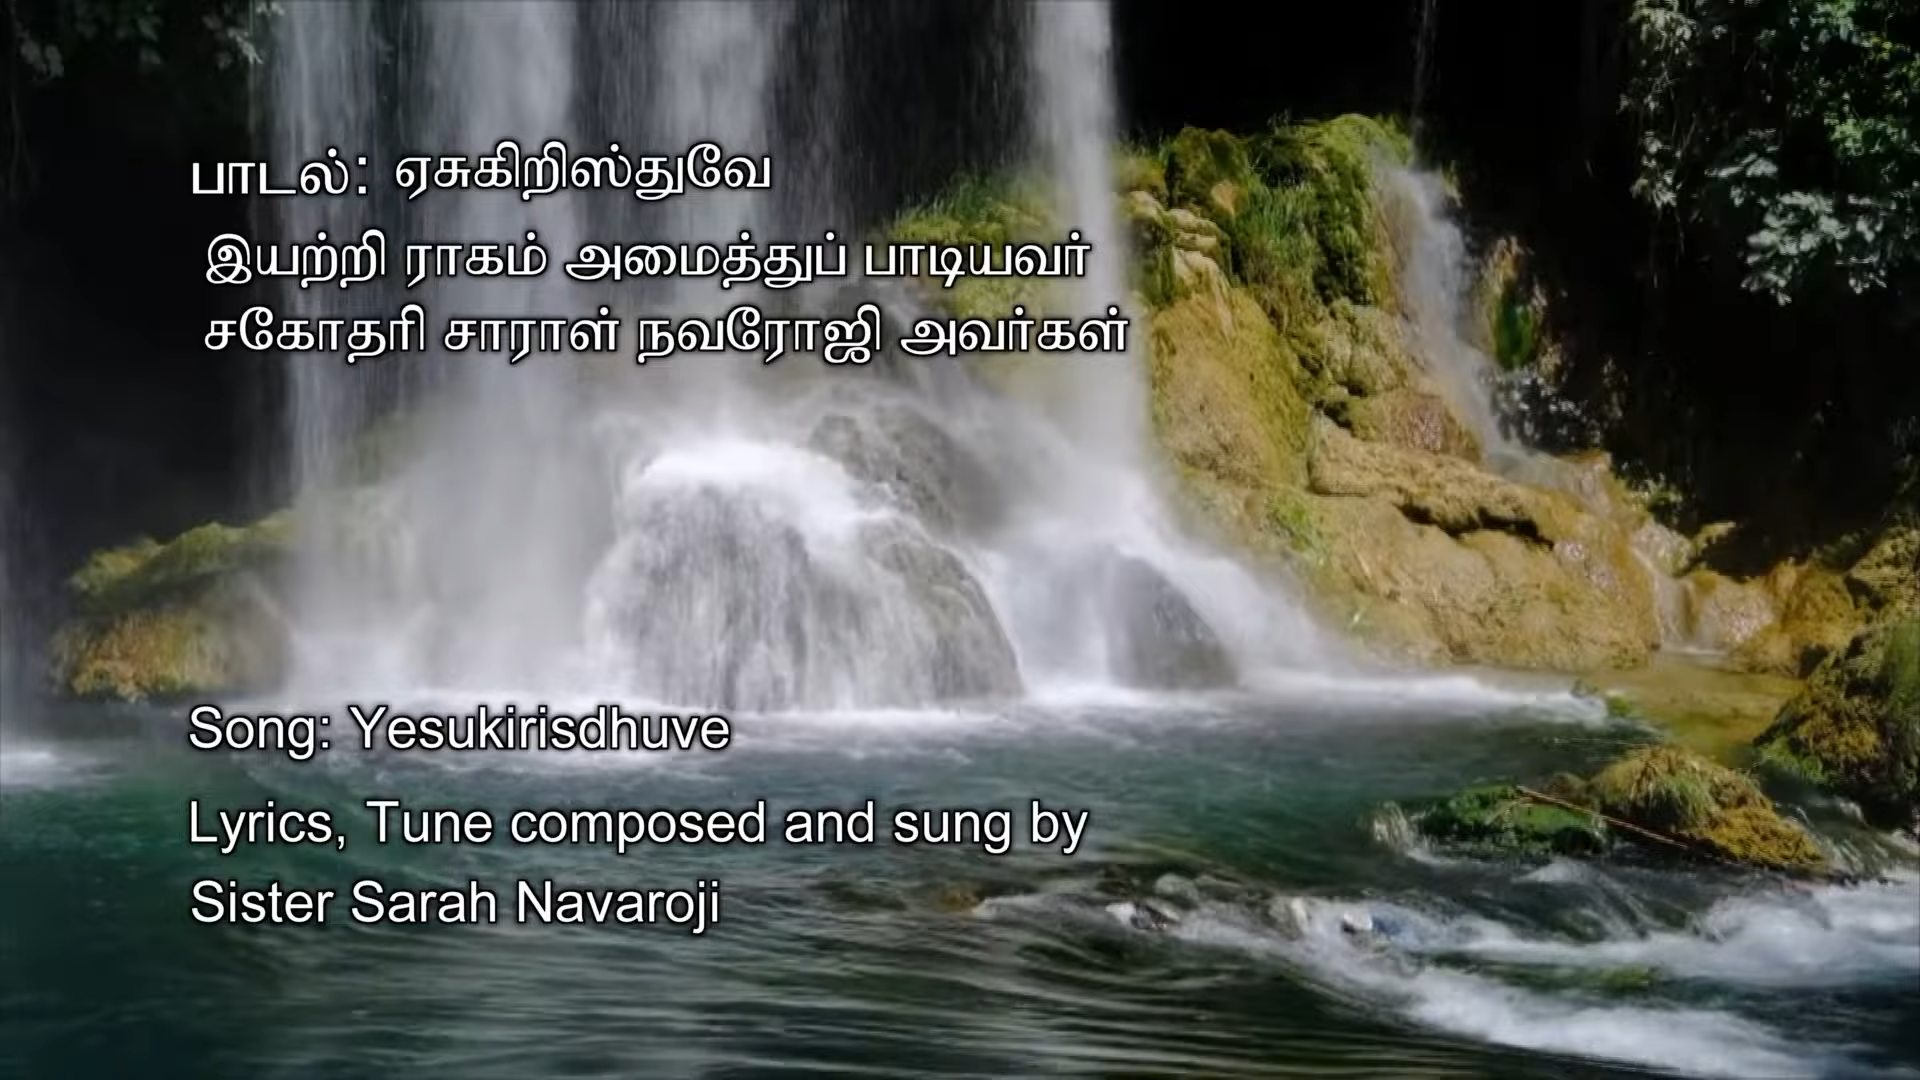 பாடல்: ஏசுகிறிஸ்துவே
இயற்றி ராகம் அமைத்துப் பாடியவர்
சகோதரி சாராள் நவரோஜி அவர்கள்
Song: Yesukirisdhuve
Lyrics, Tune composed and sung by
Sister Sarah Navaroji